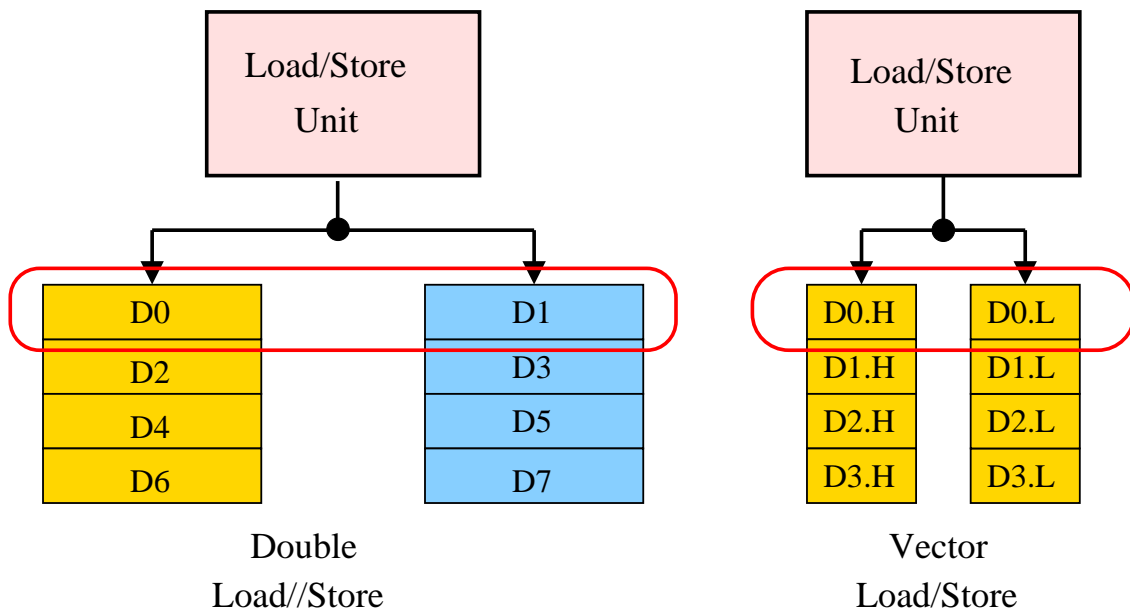 Load/Store
Unit
D0
D1
D2
D3
D4
D5
D6
D7
Double
Load//Store
Load/Store
Unit
D0.H
D0.L
D1.H
D1.L
D2.H
D2.L
D3.H
D3.L
Vector
Load/Store